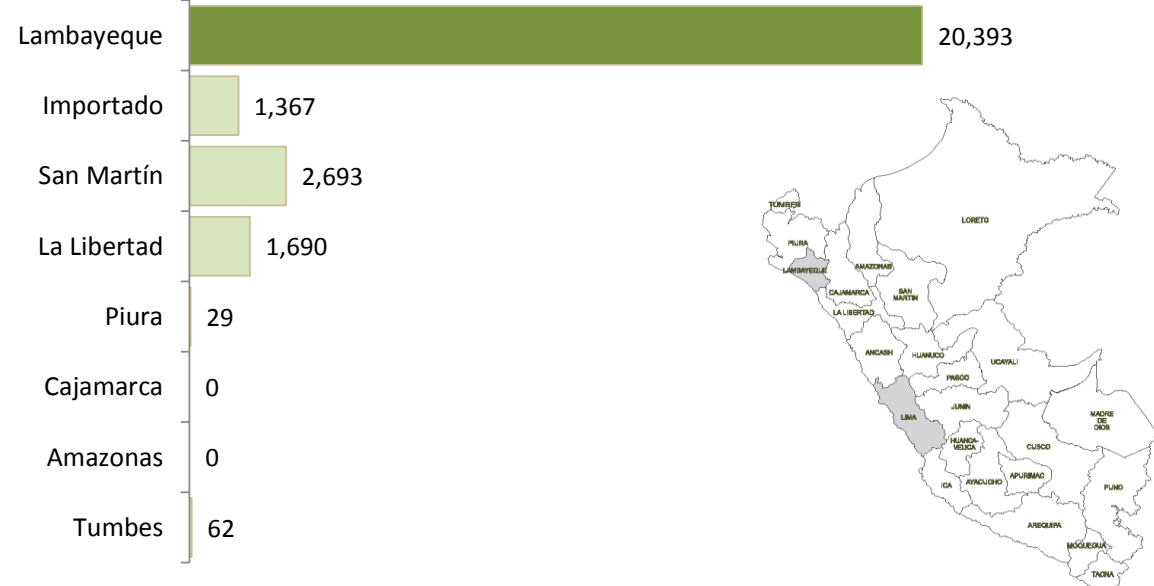 Lambayeque 20,393
Importado 1,367
San Martín 2,693
La Libertad 1,690
Piura 29
Cajamarca 0
Amazonas 0
Tumbes 62
TUMBES
LORETO
PIURA
LAMBAYEQUE
AMAZONAS
CAJAMARCA
SAN
MARTIN
LA LIBERTAD
ANCASH
HUANUCO
UCAYALI
PASCO
LIMA
JUNIN
MADRE
DE
DIOS
HUANCA-
VELICA
CUSCO
ICA
AYACUCHO
APURIMAC
PUNO
AREQUIPA
MOQUEGUA
TACNA